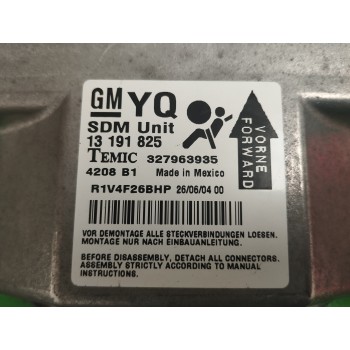 GM YQ
SDM Unit
13 191 825
TEMIC 327963935
4208 B1 Made in Mexico
R1V4F26BHP 26/06/04 00
VORNE
FORWARD
VOR DEMONTAGE ALLE STECKVERBINDUNGEN LOESEN.
MONTAGE NUR NACH EINBAUANLEITUNG.
BEFORE DISASSEMBLY, DETACH ALL CONNECTORS.
ASSEMBLY STRICTLY ACCORDING TO MANUAL
INSTRUCTIONS.